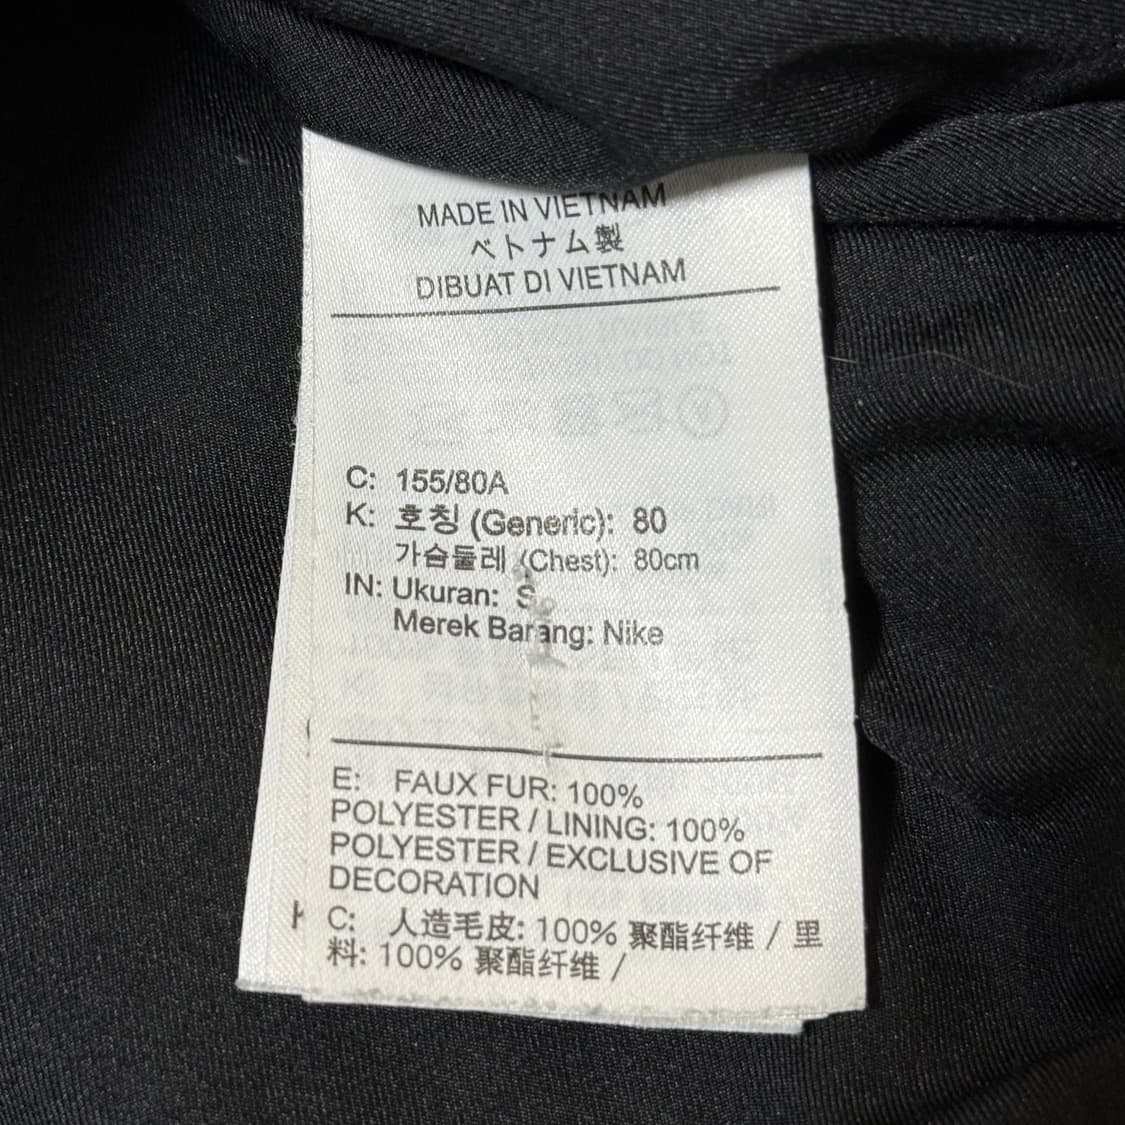 MADE IN VIETNAM
ベトナム製
DIBUAT DI VIETNAM
C: 155/80A
K: 호칭 (Generic): 80
가슴둘레 (Chest): 80cm
IN: Ukuran: S
Merek Barang: Nike
E: FAUX FUR: 100%
POLYESTER / LINING: 100%
POLYESTER / EXCLUSIVE OF
DECORATION
C: 人造毛皮: 100% 聚酯纤维 / 里
料: 100% 聚酯纤维 /